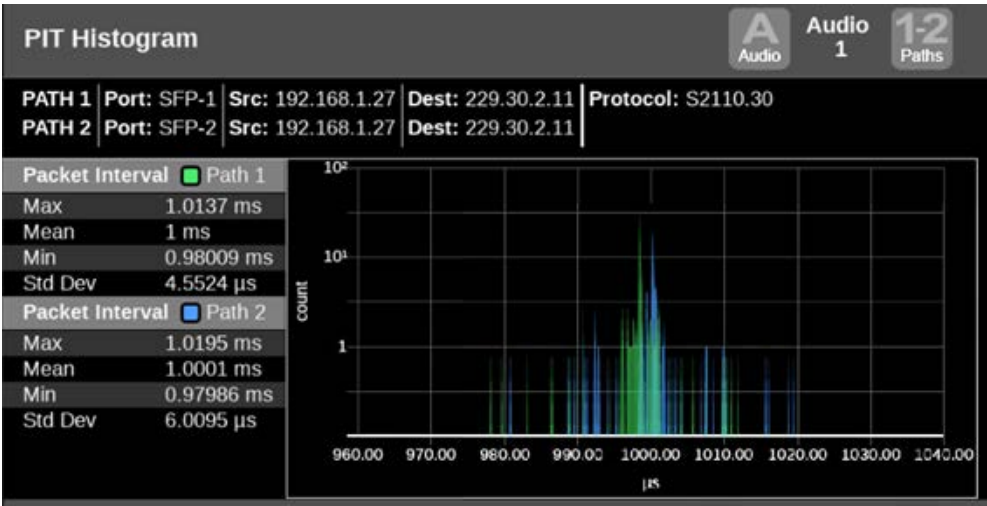 PIT Histogram
A
Audio
Audio
1
1-2
Paths
PATH 1 Port: SFP-1 Src: 192.168.1.27 Dest: 229.30.2.11 Protocol: S2110.30
PATH 2 Port: SFP-2 Src: 192.168.1.27 Dest: 229.30.2.11
Packet Interval Path 1
Max 1.0137 ms
Mean 1 ms
Min 0.98009 ms
Std Dev 4.5524 µs
Packet Interval Path 2
Max 1.0195 ms
Mean 1.0001 ms
Min 0.97986 ms
Std Dev 6.0095 µs
10²
10¹
1
count
960.00 970.00 980.00 990.00 1000.00 1010.00 1020.00 1030.00 1040.00
µs